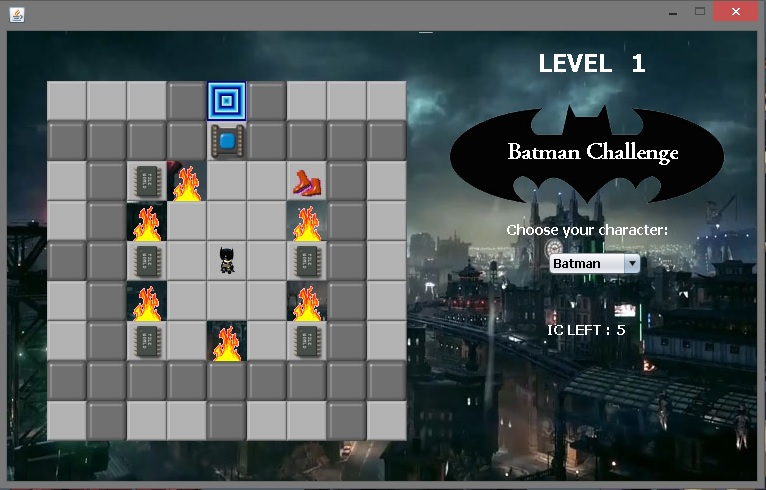 LEVEL 1
Batman Challenge
Choose your character:
Batman
IC LEFT : 5